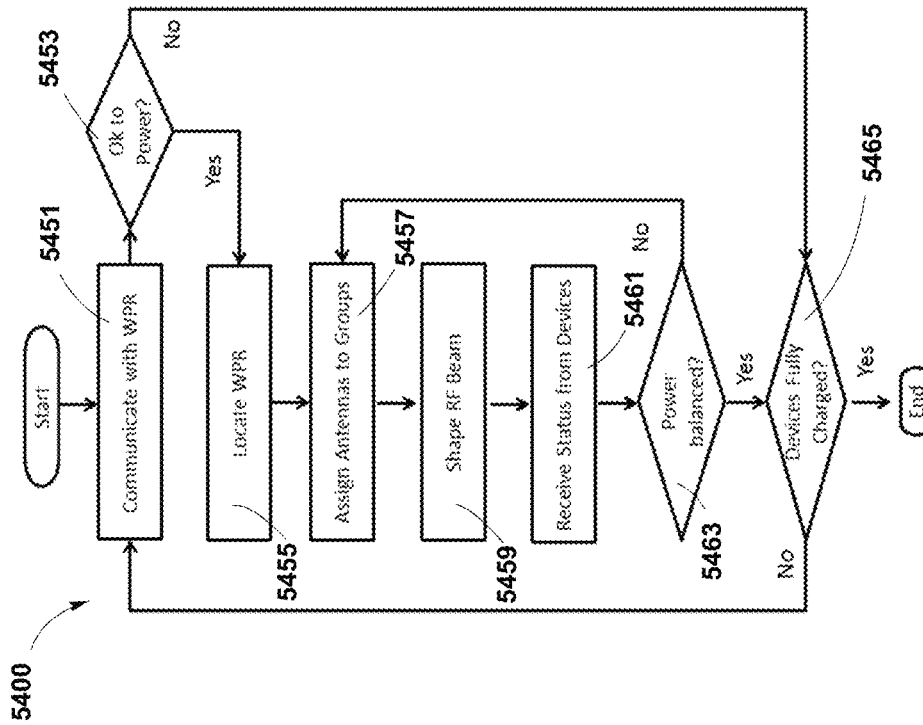 5400
Start
5451
Communicate with WPR
5453
Ok to
Power?
No
Yes
Locate WPR
5455
Assign Antennas to Groups
5457
Shape RF Beam
5459
Receive Status from Devices
5461
Power
balanced?
No
5463
Yes
Devices Fully
Charged?
5465
No
Yes
End